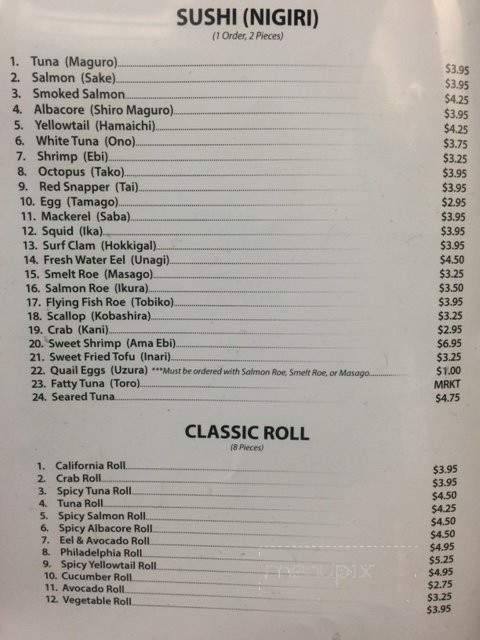 SUSHI (NIGIRI)
(1 Order, 2 Pieces)
1. Tuna (Maguro) $3.95
2. Salmon (Sake) $3.95
3. Smoked Salmon $4.25
4. Albacore (Shiro Maguro) $3.95
5. Yellowtail (Hamaichi) $4.25
6. White Tuna (Ono) $3.75
7. Shrimp (Ebi) $3.25
8. Octopus (Tako) $3.95
9. Red Snapper (Tai) $3.95
10. Egg (Tamago) $2.95
11. Mackerel (Saba) $3.95
12. Squid (Ika) $3.95
13. Surf Clam (Hokkigal) $3.95
14. Fresh Water Eel (Unagi) $4.50
15. Smelt Roe (Masago) $3.25
16. Salmon Roe (Ikura) $3.50
17. Flying Fish Roe (Tobiko) $3.95
18. Scallop (Kobashira) $3.25
19. Crab (Kani) $2.95
20. Sweet Shrimp (Ama Ebi) $6.95
21. Sweet Fried Tofu (Inari) $3.25
22. Quail Eggs (Uzura) ***Must be ordered with Salmon Roe, Smelt Roe, or Masago $1.00
23. Fatty Tuna (Toro) MRKT
24. Seared Tuna $4.75
CLASSIC ROLL
(8 Pieces)
1. California Roll $3.95
2. Crab Roll $3.95
3. Spicy Tuna Roll $4.50
4. Tuna Roll $4.25
5. Spicy Salmon Roll $4.50
6. Spicy Albacore Roll $4.50
7. Eel & Avocado Roll $4.95
8. Philadelphia Roll $5.25
9. Spicy Yellowtail Roll $4.95
10. Cucumber Roll $2.75
11. Avocado Roll $3.25
12. Vegetable Roll $3.95